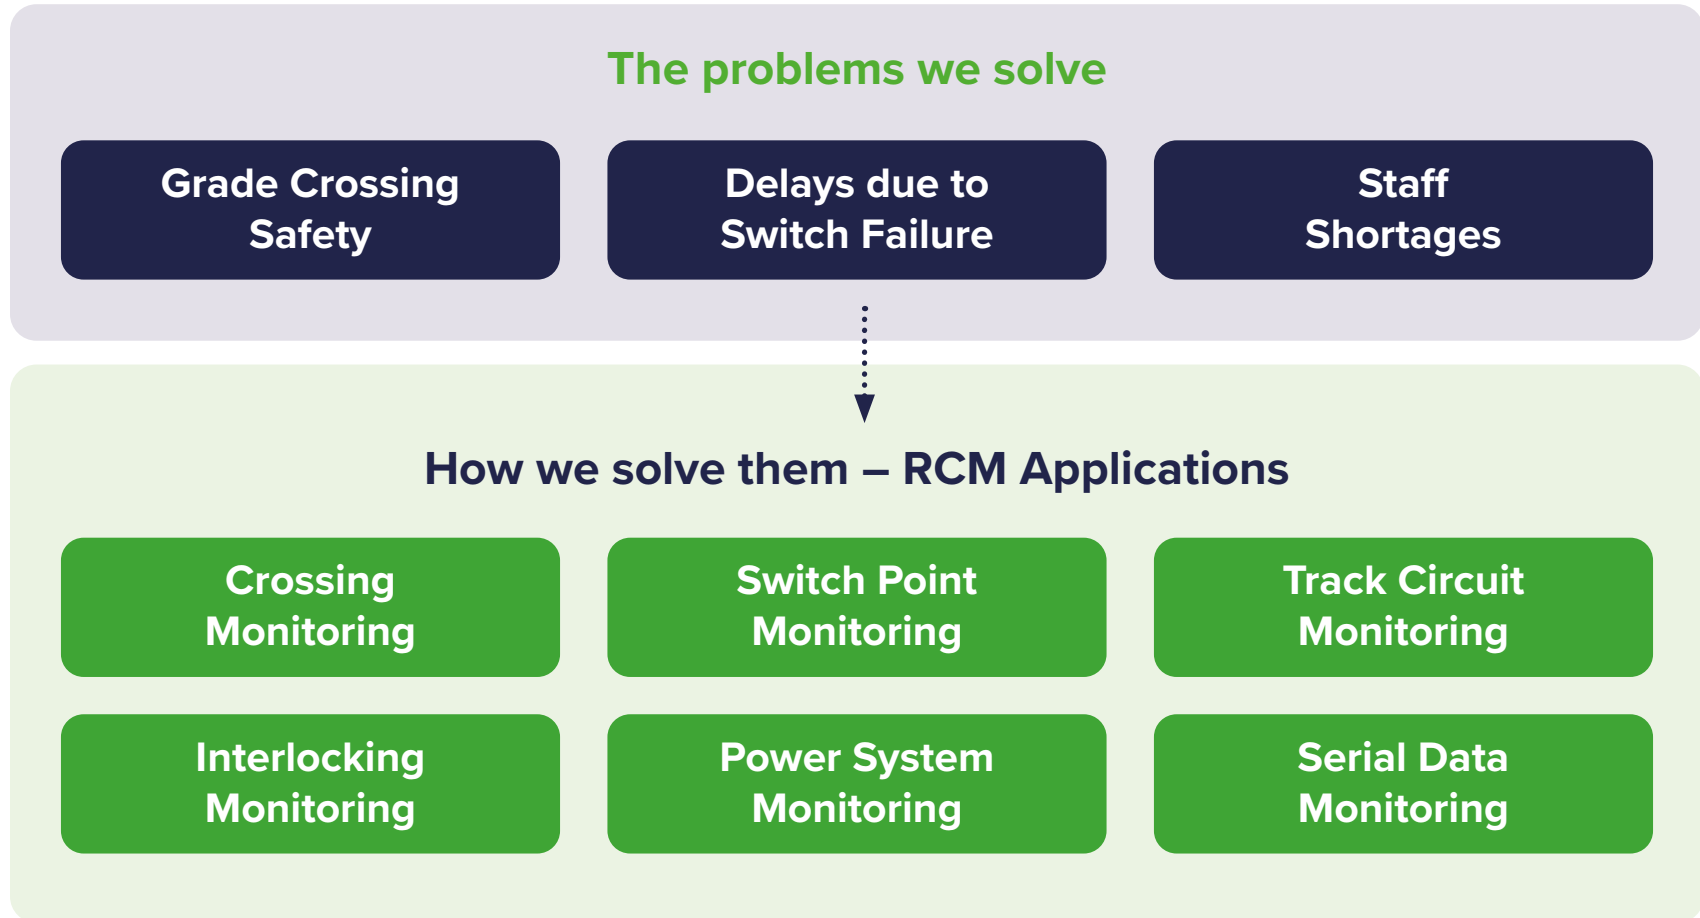 The problems we solve
Grade Crossing
Safety
Delays due to
Switch Failure
Staff
Shortages
How we solve them – RCM Applications
Crossing
Monitoring
Switch Point
Monitoring
Track Circuit
Monitoring
Interlocking
Monitoring
Power System
Monitoring
Serial Data
Monitoring